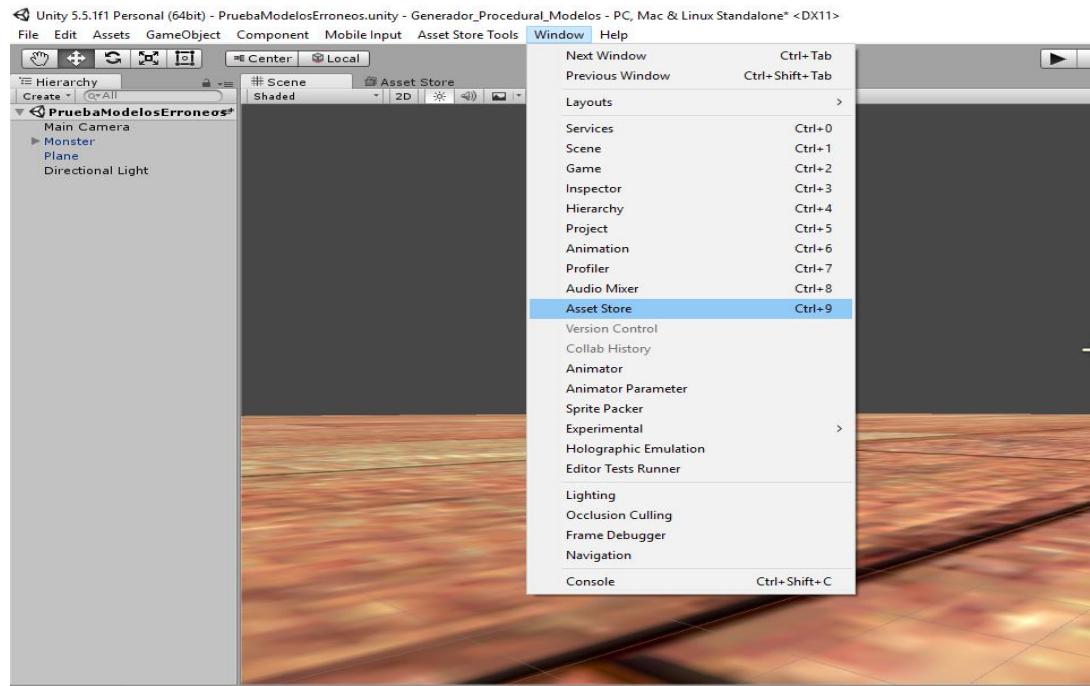 Unity 5.5.1f1 Personal (64bit) - PruebaModelosErroneos.unity - Generador_Procedural_Modelos - PC, Mac & Linux Standalone* <DX11>
File Edit Assets GameObject Component Mobile Input Asset Store Tools Window Help
Center Local
Hierarchy
Create All
PruebaModelosErroneos*
Main Camera
Monster
Plane
Directional Light
Scene Asset Store
Shaded 2D
Next Window Ctrl+Tab
Previous Window Ctrl+Shift+Tab
Layouts >
Services Ctrl+0
Scene Ctrl+1
Game Ctrl+2
Inspector Ctrl+3
Hierarchy Ctrl+4
Project Ctrl+5
Animation Ctrl+6
Profiler Ctrl+7
Audio Mixer Ctrl+8
Asset Store Ctrl+9
Version Control
Collab History
Animator
Animator Parameter
Sprite Packer
Experimental >
Holographic Emulation
Editor Tests Runner
Lighting
Occlusion Culling
Frame Debugger
Navigation
Console Ctrl+Shift+C